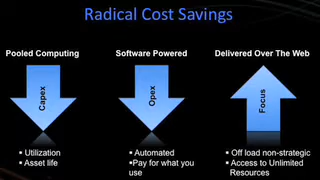 Radical Cost Savings
Pooled Computing
Software Powered
Delivered Over The Web
Capex
Opex
Focus
▪ Utilization
▪ Asset life
▪ Automated
▪Pay for what you
use
▪ Off load non-strategic
▪ Access to Unlimited
Resources